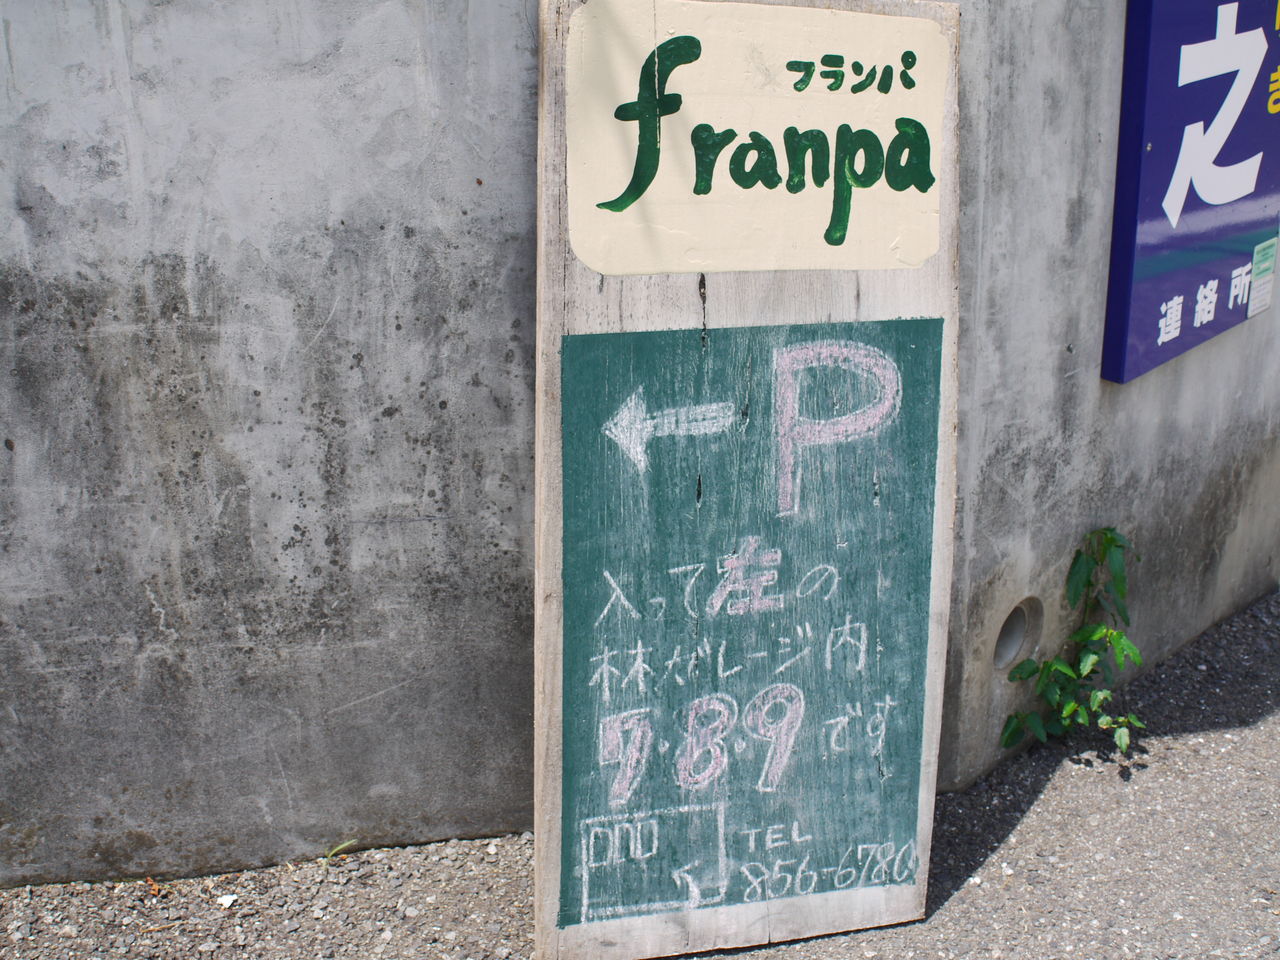 フランパ
franpa
← P
入って左の
林ガレージ内
7・8・9です
TEL
856-6780
之
連絡所